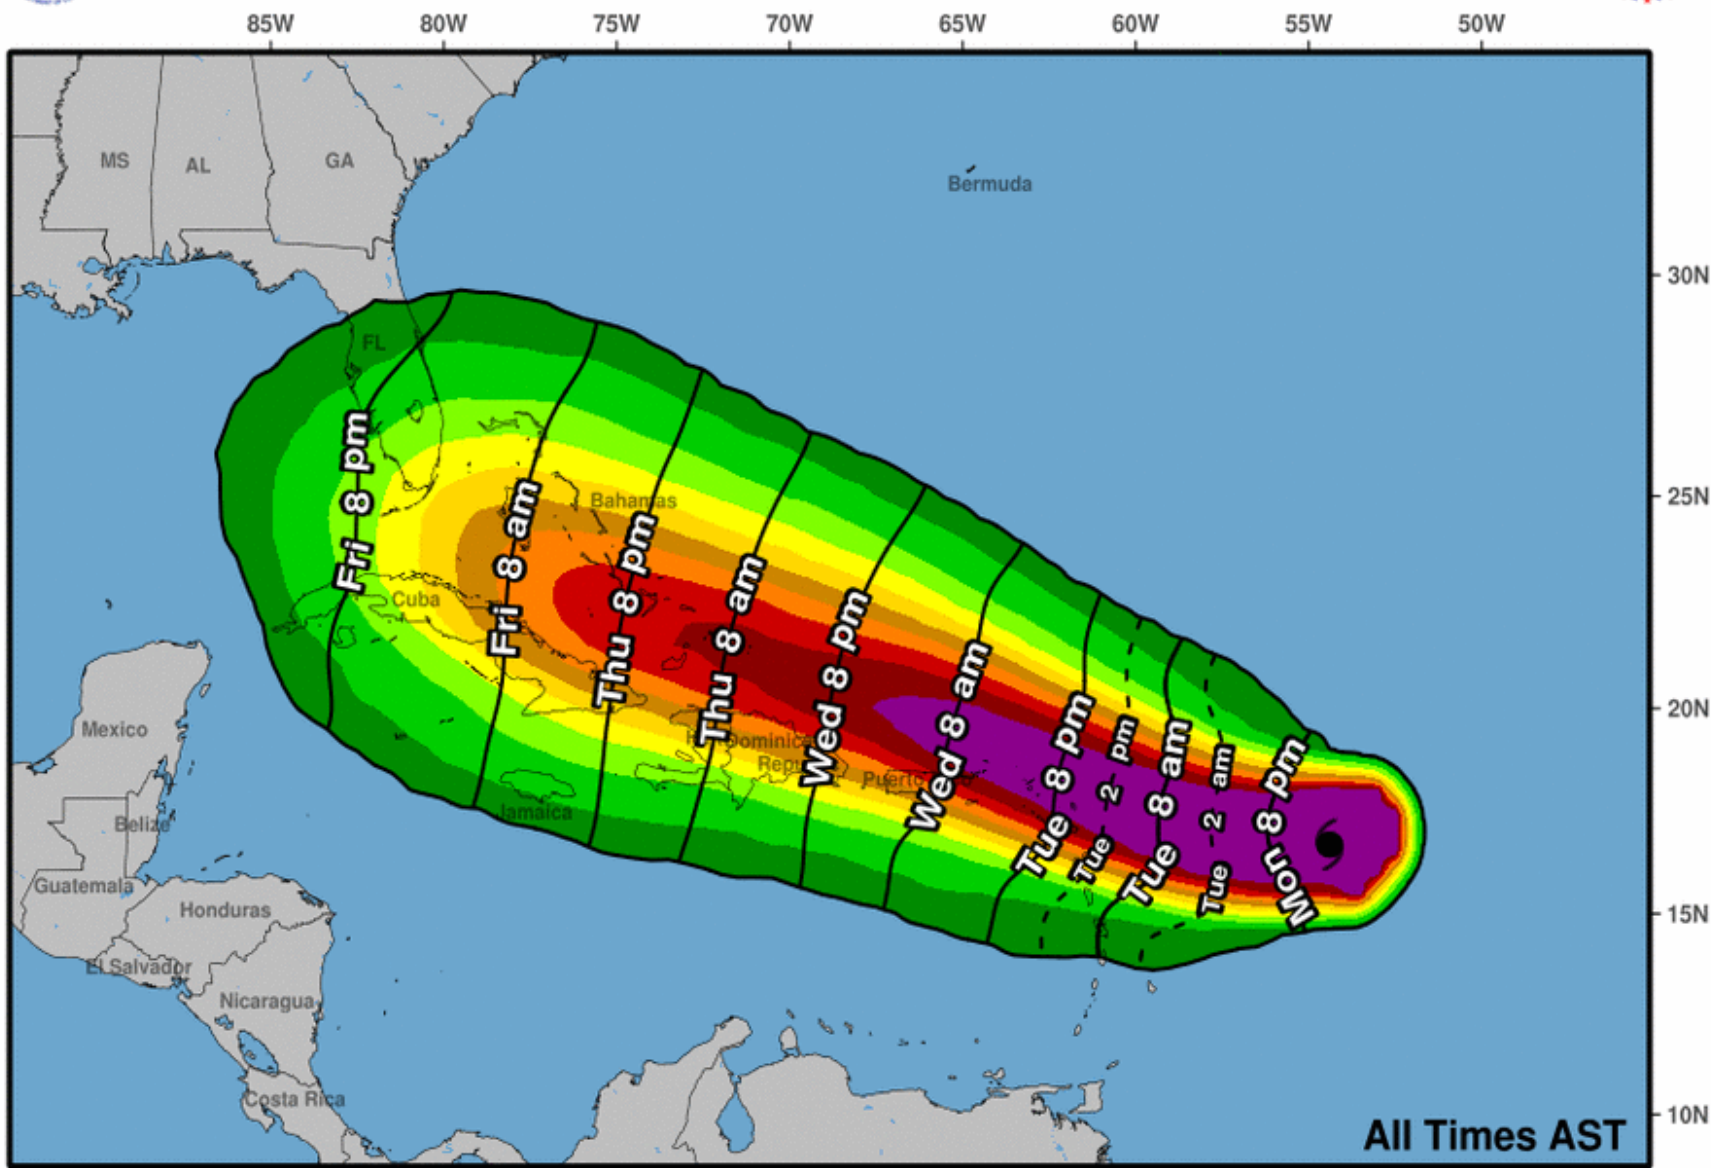 85W 80W 75W 70W 65W 60W 55W 50W
MS
AL
GA
Bermuda
30N
FL
25N
Bahamas
Cuba
20N
Mexico
Dominica
Puerto
Jamaica
Belize
Guatemala
Honduras
15N
El Salvador
Nicaragua
Costa Rica
10N
Fri 8 pm
Fri 8 am
Thu 8 pm
Thu 8 am
Wed 8 pm
Wed 8 am
Tue 8 pm
Tue 2 pm
Tue 8 am
Tue 2 am
Mon 8 pm
All Times AST